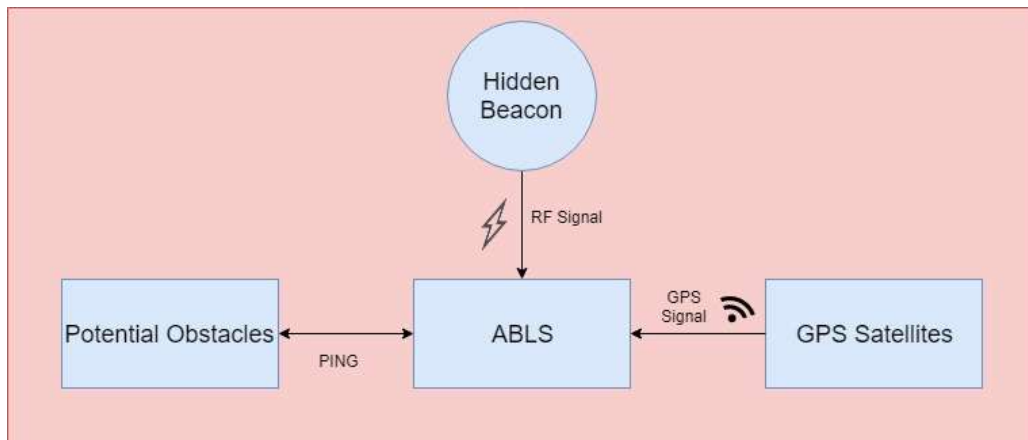 Hidden
Beacon
RF Signal
GPS
Signal
Potential Obstacles
ABLS
GPS Satellites
PING